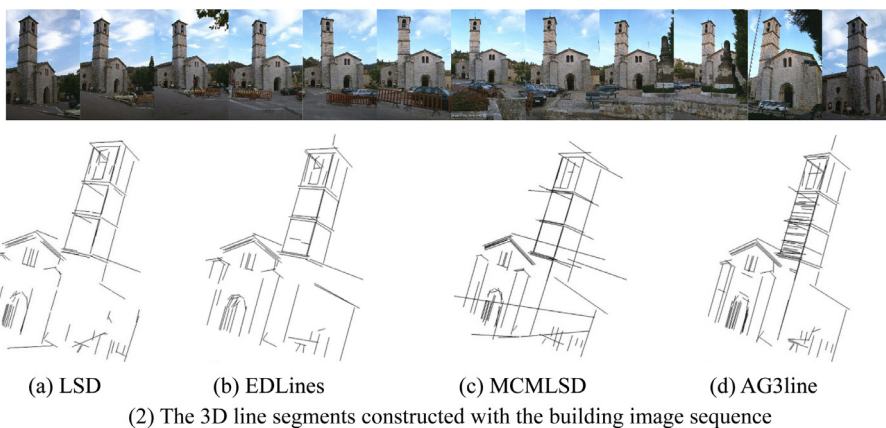 (a) LSD (b) EDLines (c) MCMLSD (d) AG3line
(2) The 3D line segments constructed with the building image sequence